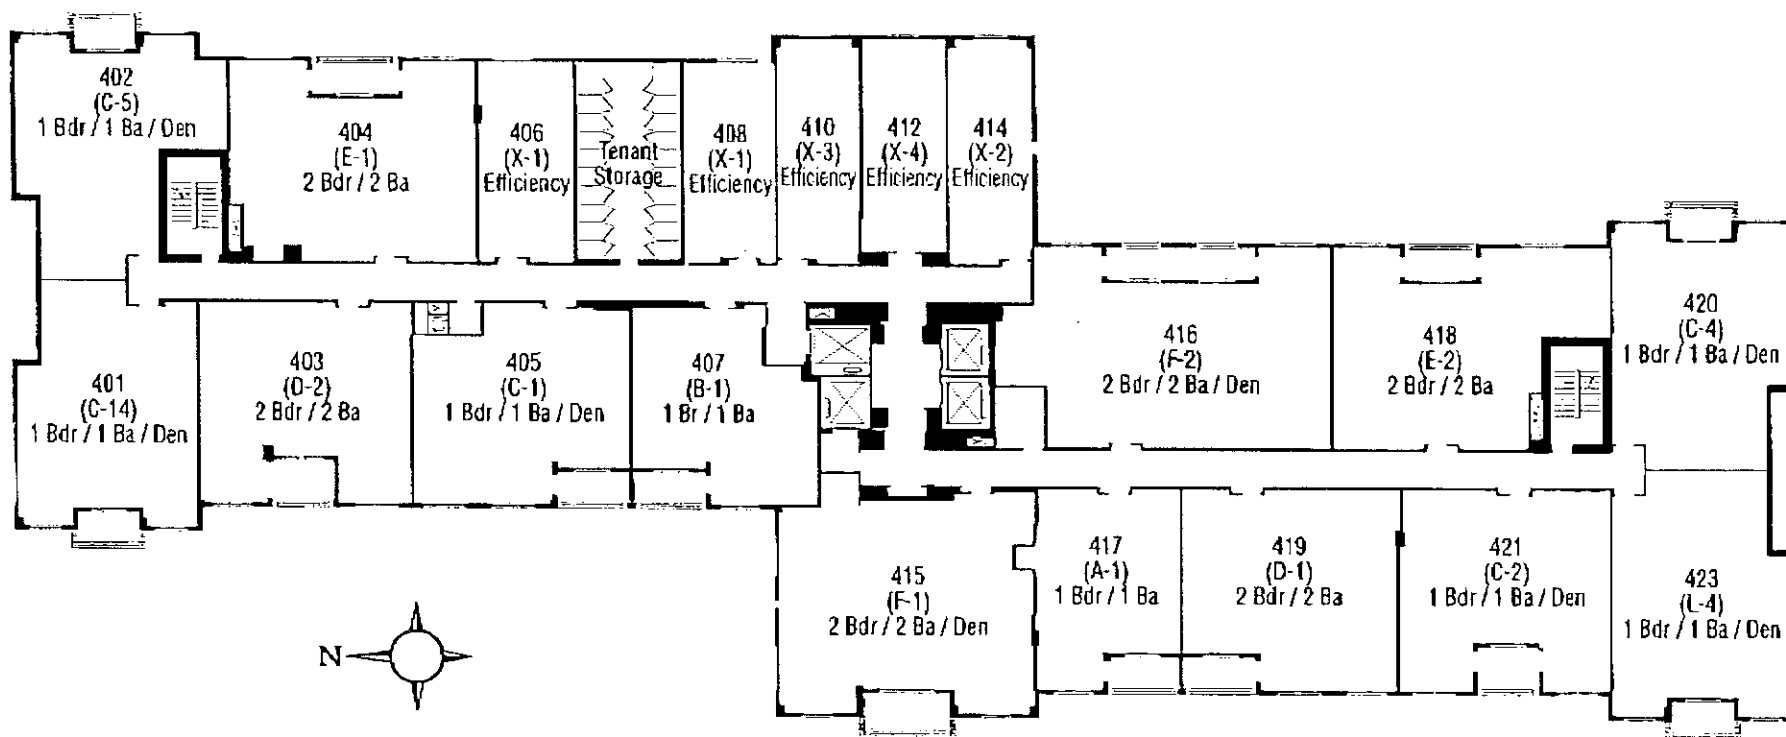 402
(C-5)
1 Bdr / 1 Ba / Den
404
(E-1)
2 Bdr / 2 Ba
406
(X-1)
Efficiency
Tenant
Storage
408
(X-1)
Efficiency
410
(X-3)
Efficiency
412
(X-4)
Efficiency
414
(X-2)
Efficiency
401
(C-14)
1 Bdr / 1 Ba / Den
403
(D-2)
2 Bdr / 2 Ba
405
(C-1)
1 Bdr / 1 Ba / Den
407
(B-1)
1 Br / 1 Ba
416
(F-2)
2 Bdr / 2 Ba / Den
418
(E-2)
2 Bdr / 2 Ba
420
(C-4)
1 Bdr / 1 Ba / Den
415
(F-1)
2 Bdr / 2 Ba / Den
417
(A-1)
1 Bdr / 1 Ba
419
(D-1)
2 Bdr / 2 Ba
421
(C-2)
1 Bdr / 1 Ba / Den
423
(L-4)
1 Bdr / 1 Ba / Den
N